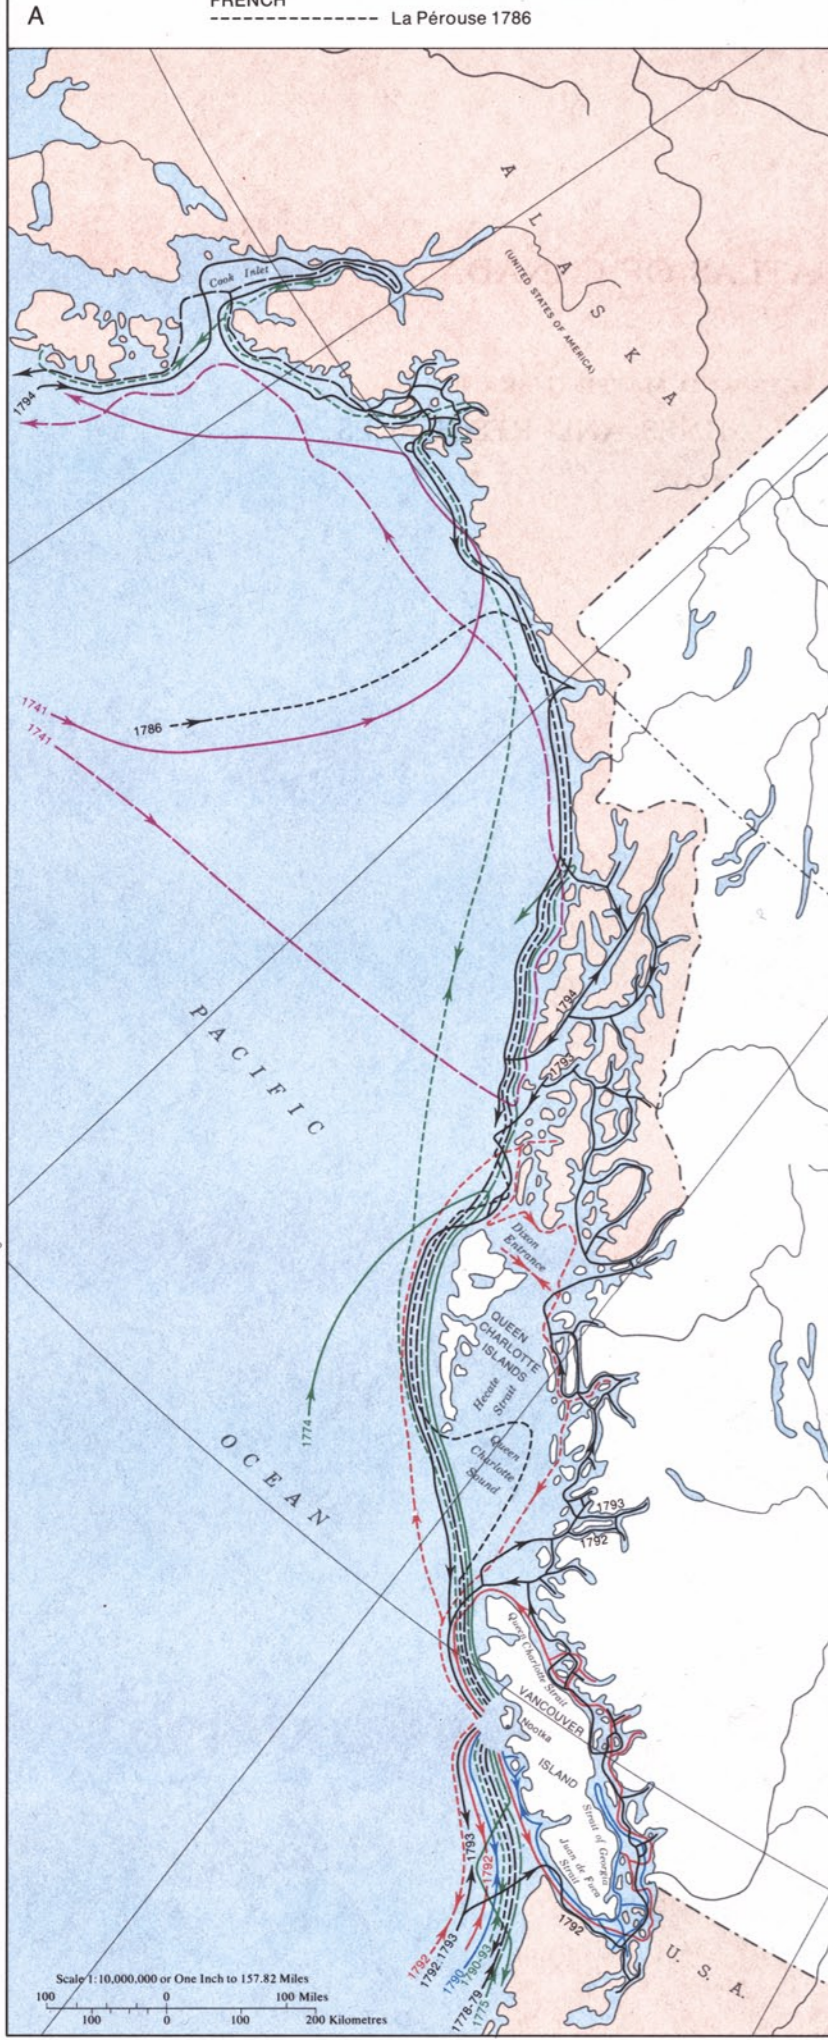 FRENCH
A
La Pérouse 1786
ALASKA
(UNITED STATES OF AMERICA)
Cook Inlet
1794
1741
1741
1786
PACIFIC
1794
1793
Dixon
Entrance
QUEEN
CHARLOTTE
ISLANDS
Hecate
Strait
1774
Queen
Charlotte
Sound
OCEAN
1793
1792
Queen Charlotte Strait
VANCOUVER
Nootka
ISLAND
Strait of Georgia
Juan de Fuca
Strait
1793
1792
1792
1792
1792-1793
1790
1790-93
1778-79
1775
U. S. A.
Scale 1:10,000,000 or One Inch to 157.82 Miles
100 0 100 Miles
100 0 100 200 Kilometres